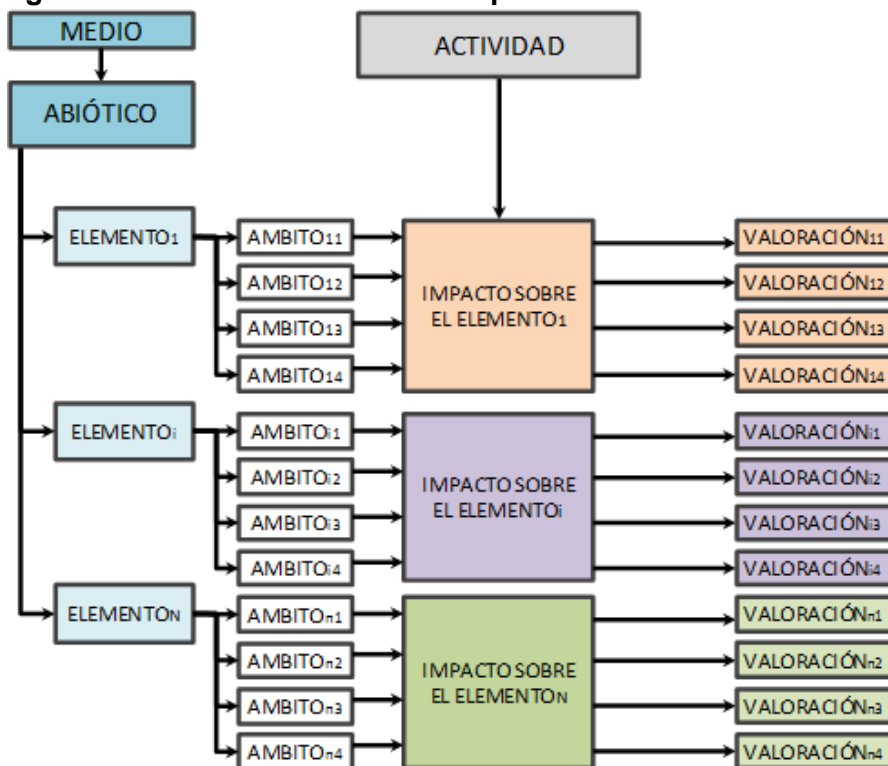 MEDIO
ACTIVIDAD
ABIÓTICO
ELEMENTO1
AMBITO11
AMBITO12
AMBITO13
AMBITO14
IMPACTO SOBRE
EL ELEMENTO1
VALORACIÓN11
VALORACIÓN12
VALORACIÓN13
VALORACIÓN14
ELEMENTOi
AMBITOi1
AMBITOi2
AMBITOi3
AMBITOi4
IMPACTO SOBRE
EL ELEMENTOi
VALORACIÓNi1
VALORACIÓNi2
VALORACIÓNi3
VALORACIÓNi4
ELEMENTON
AMBITOn1
AMBITOn2
AMBITOn3
AMBITOn4
IMPACTO SOBRE
EL ELEMENTON
VALORACIÓNn1
VALORACIÓNn2
VALORACIÓNn3
VALORACIÓNn4